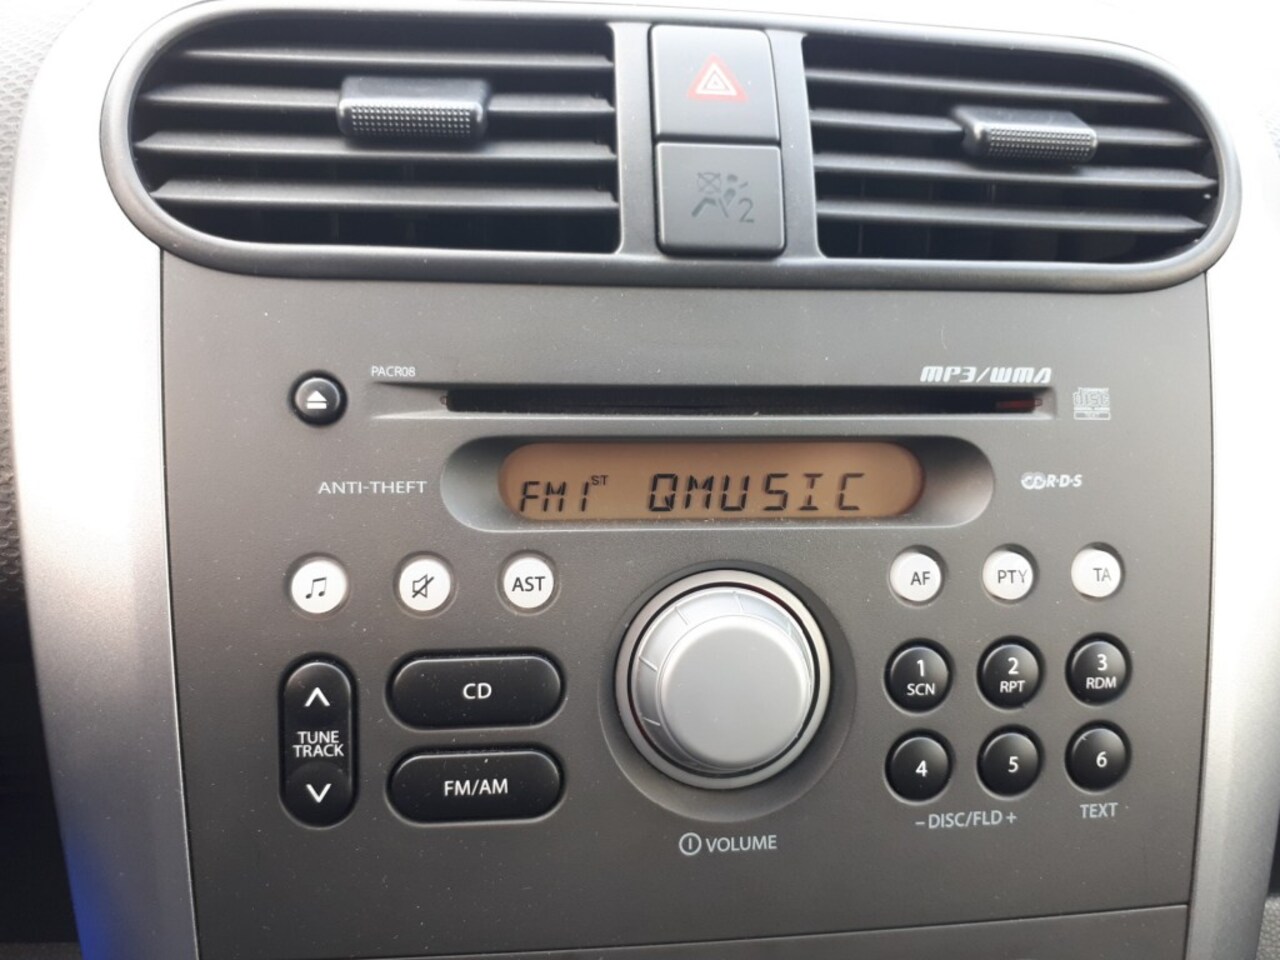 2
PACR08
MP3/WMA
ANTI-THEFT
FM1 ST QMUSIC
R·D·S
AST
AF
PTY
TA
CD
1
SCN
2
RPT
3
RDM
TUNE
TRACK
FM/AM
4
5
6
– DISC/FLD +
TEXT
VOLUME